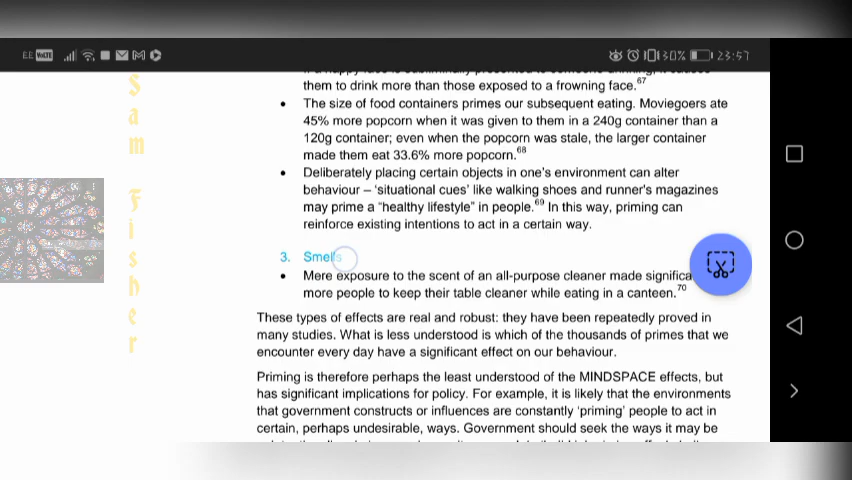 EE VoLTE 30% 23:57
Sam Fisher
them to drink more than those exposed to a frowning face.67
• The size of food containers primes our subsequent eating. Moviegoers ate
45% more popcorn when it was given to them in a 240g container than a
120g container; even when the popcorn was stale, the larger container
made them eat 33.6% more popcorn.68
• Deliberately placing certain objects in one's environment can alter
behaviour – 'situational cues' like walking shoes and runner's magazines
may prime a "healthy lifestyle" in people.69 In this way, priming can
reinforce existing intentions to act in a certain way.
3. Smells
• Mere exposure to the scent of an all-purpose cleaner made significa
more people to keep their table cleaner while eating in a canteen.70
These types of effects are real and robust: they have been repeatedly proved in
many studies. What is less understood is which of the thousands of primes that we
encounter every day have a significant effect on our behaviour.
Priming is therefore perhaps the least understood of the MINDSPACE effects, but
has significant implications for policy. For example, it is likely that the environments
that government constructs or influences are constantly 'priming' people to act in
certain, perhaps undesirable, ways. Government should seek the ways it may be